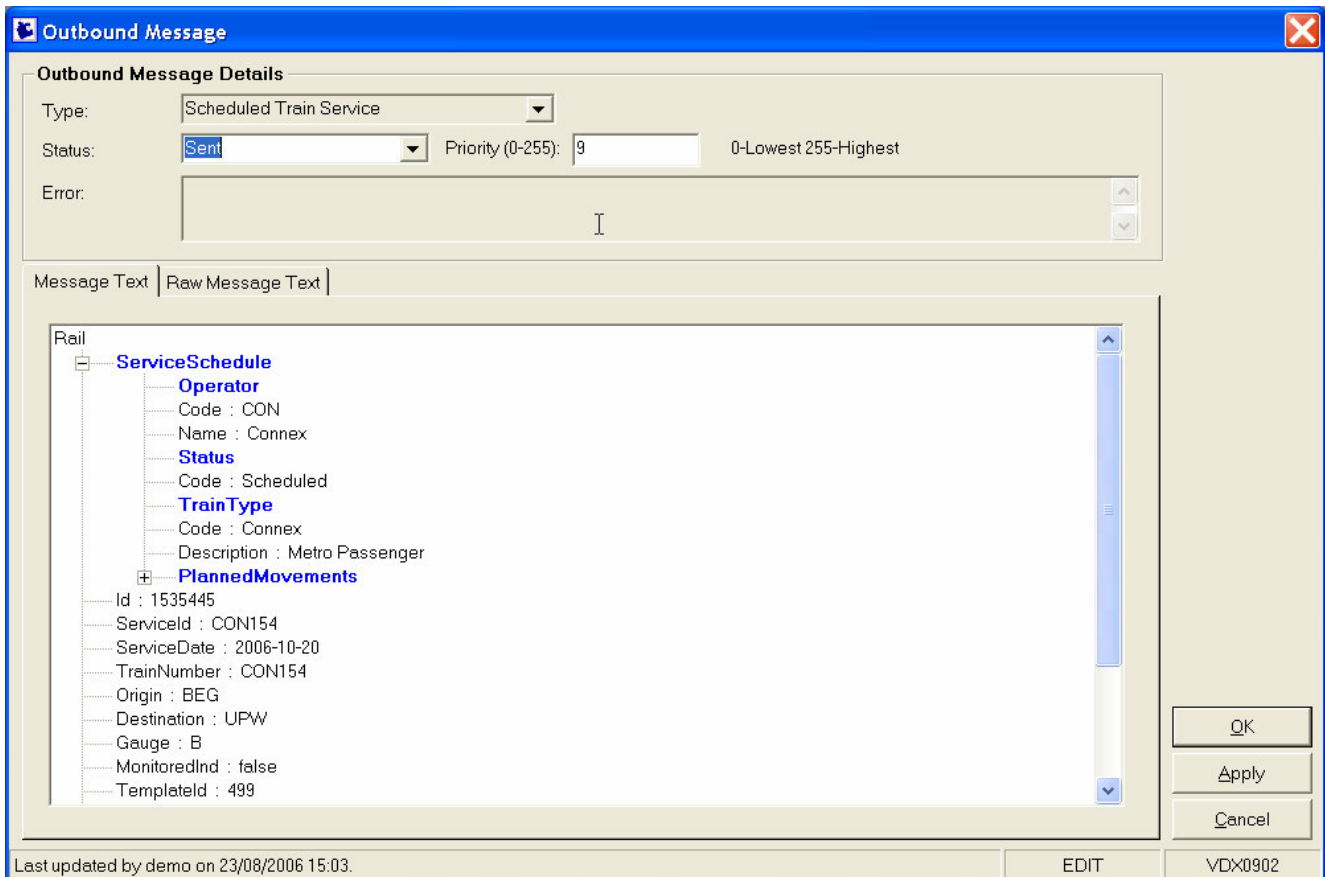 Outbound Message
Outbound Message Details
Type: Scheduled Train Service
Status: Sent Priority (0-255): 9 0-Lowest 255-Highest
Error:
Message Text Raw Message Text
Rail
ServiceSchedule
Operator
Code : CON
Name : Connex
Status
Code : Scheduled
TrainType
Code : Connex
Description : Metro Passenger
PlannedMovements
Id : 1535445
ServiceId : CON154
ServiceDate : 2006-10-20
TrainNumber : CON154
Origin : BEG
Destination : UPW
Gauge : B
MonitoredInd : false
TemplateId : 499
OK
Apply
Cancel
Last updated by demo on 23/08/2006 15:03. EDIT VDX0902